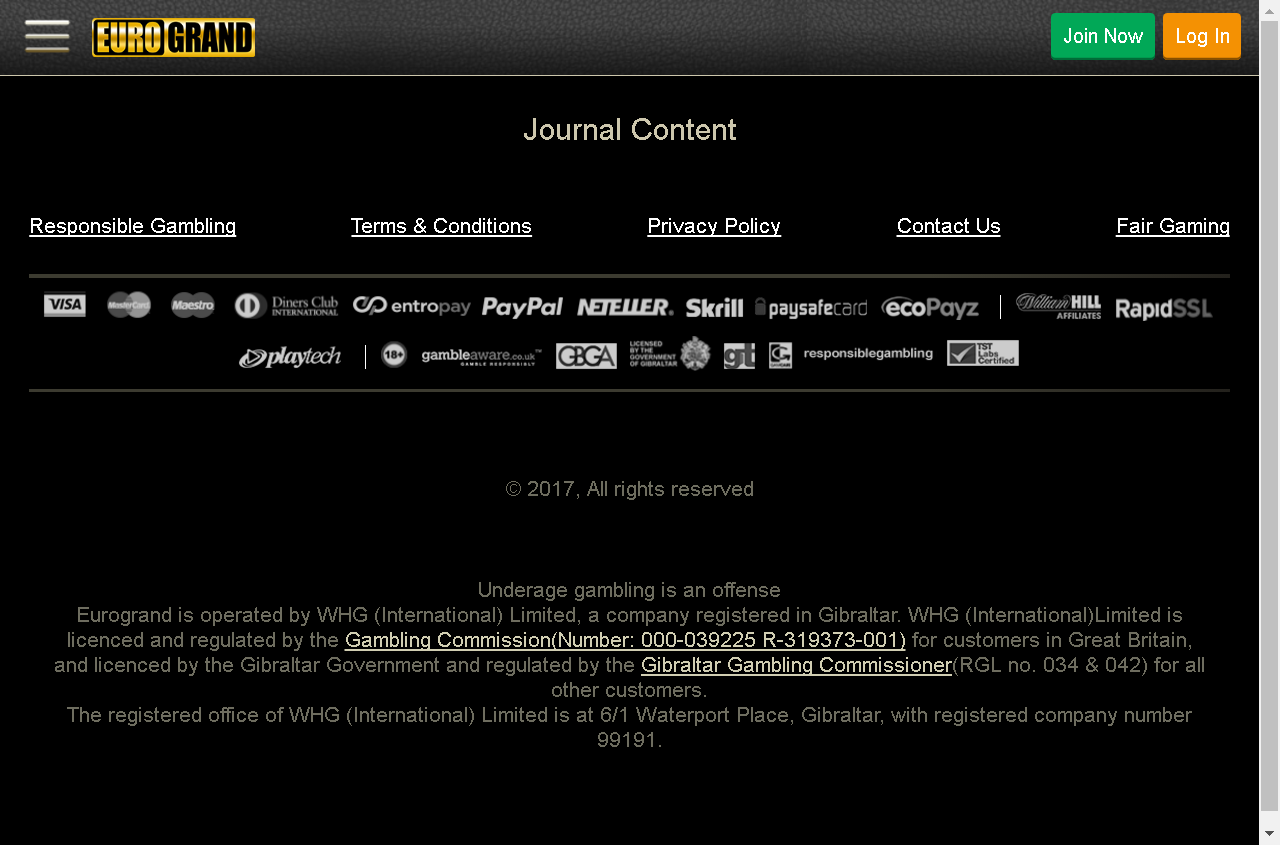 EUROGRAND Join Now Log In
Journal Content
Responsible Gambling Terms & Conditions Privacy Policy Contact Us Fair Gaming
VISA MasterCard Maestro Diners Club INTERNATIONAL entropay PayPal NETELLER. Skrill paysafecard ecoPayz William HILL AFFILIATES RapidSSL
playtech 18+ gambleaware.co.uk™ GAMBLE RESPONSIBLY GBGA LICENSED BY THE GOVERNMENT OF GIBRALTAR gt G responsiblegambling TST Labs Certified
© 2017, All rights reserved
Underage gambling is an offense
Eurogrand is operated by WHG (International) Limited, a company registered in Gibraltar. WHG (International)Limited is
licenced and regulated by the Gambling Commission(Number: 000-039225 R-319373-001) for customers in Great Britain,
and licenced by the Gibraltar Government and regulated by the Gibraltar Gambling Commissioner(RGL no. 034 & 042) for all
other customers.
The registered office of WHG (International) Limited is at 6/1 Waterport Place, Gibraltar, with registered company number
99191.